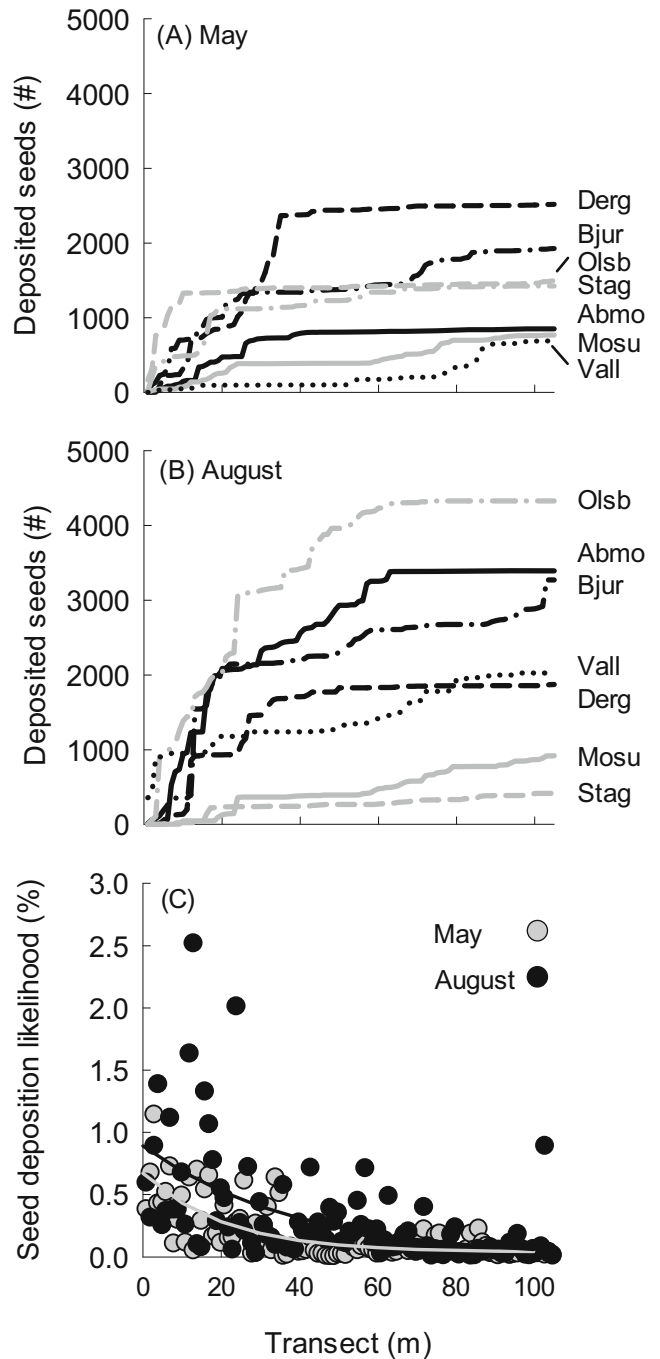 (A) May
Deposited seeds (#)
5000
4000
3000
2000
1000
0
Derg
Bjur
Olsb
Stag
Abmo
Mosu
Vall
(B) August
Deposited seeds (#)
5000
4000
3000
2000
1000
0
Olsb
Abmo
Bjur
Vall
Derg
Mosu
Stag
(C)
Seed deposition likelihood (%)
3.0
2.5
2.0
1.5
1.0
0.5
0.0
May
August
0 20 40 60 80 100
Transect (m)